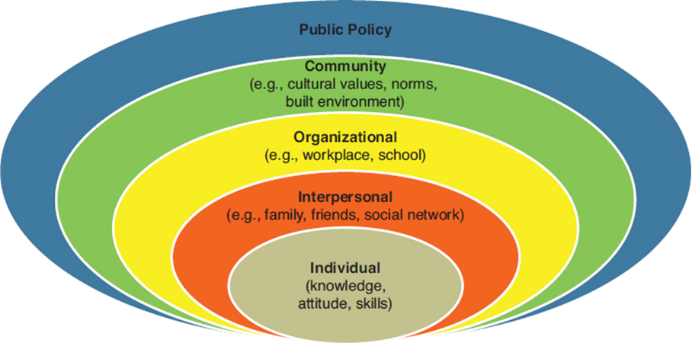 Public Policy
Community
(e.g., cultural values, norms,
built environment)
Organizational
(e.g., workplace, school)
Interpersonal
(e.g., family, friends, social network)
Individual
(knowledge,
attitude, skills)